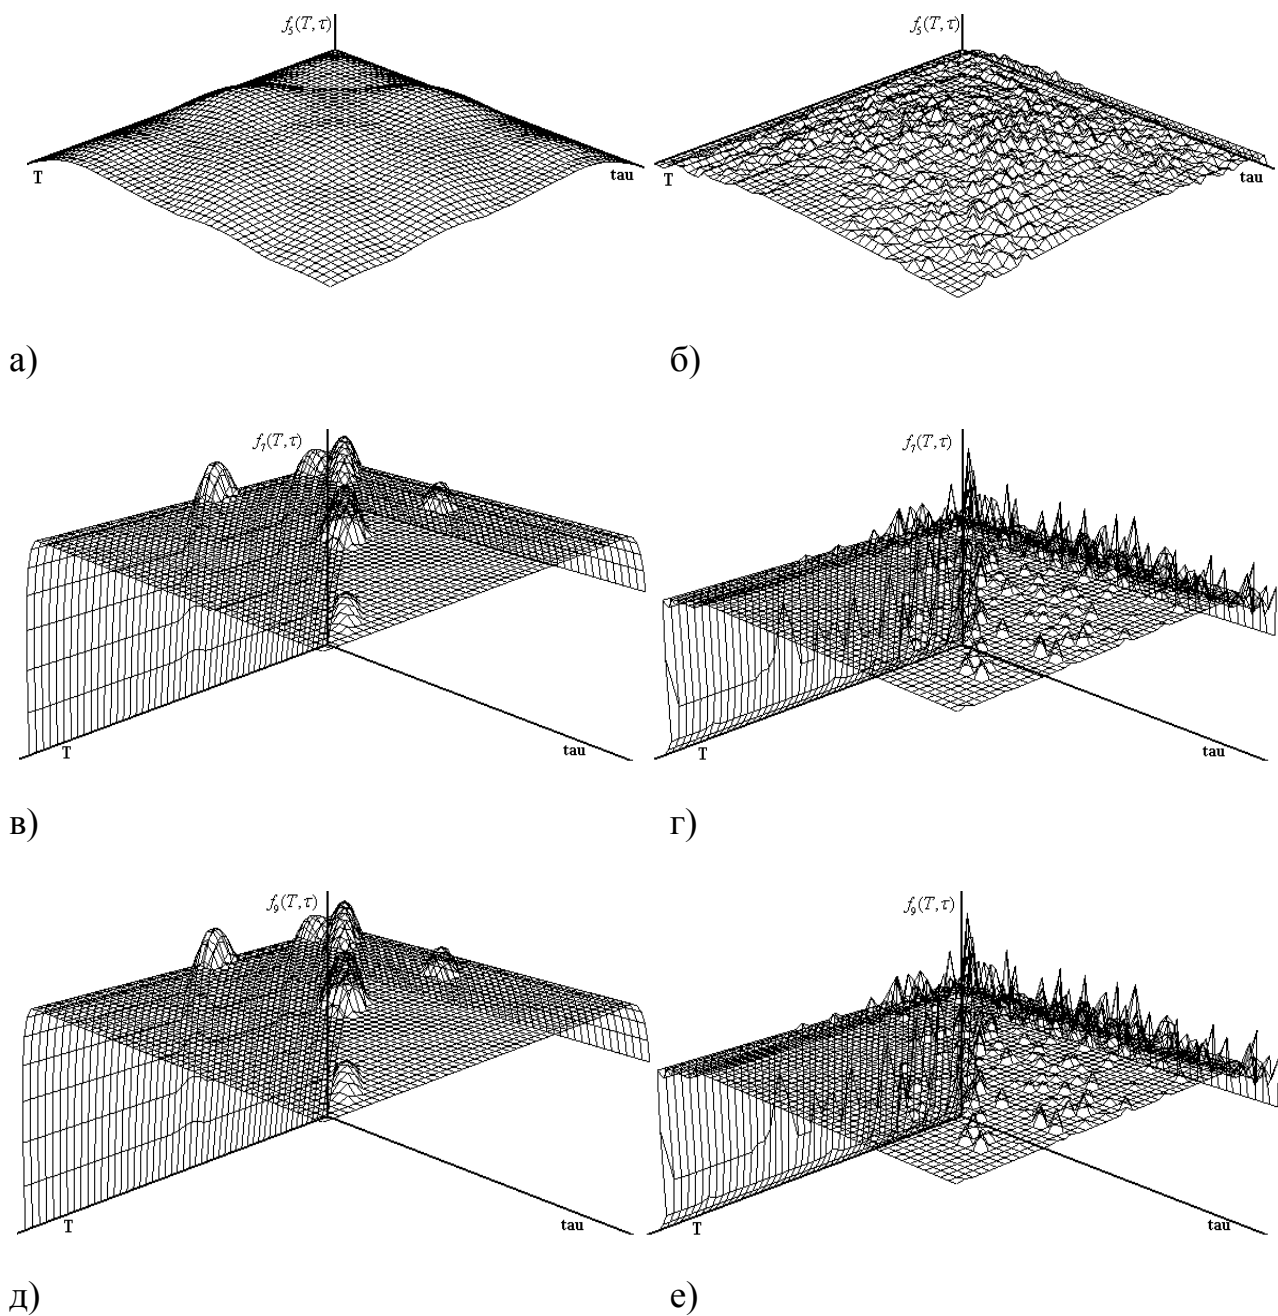 f₅(T,τ) f₅(T,τ)
T tau T tau
а) б)
f₇(T,τ) f₇(T,τ)
T tau T tau
в) г)
f₉(T,τ) f₉(T,τ)
T tau T tau
д) е)